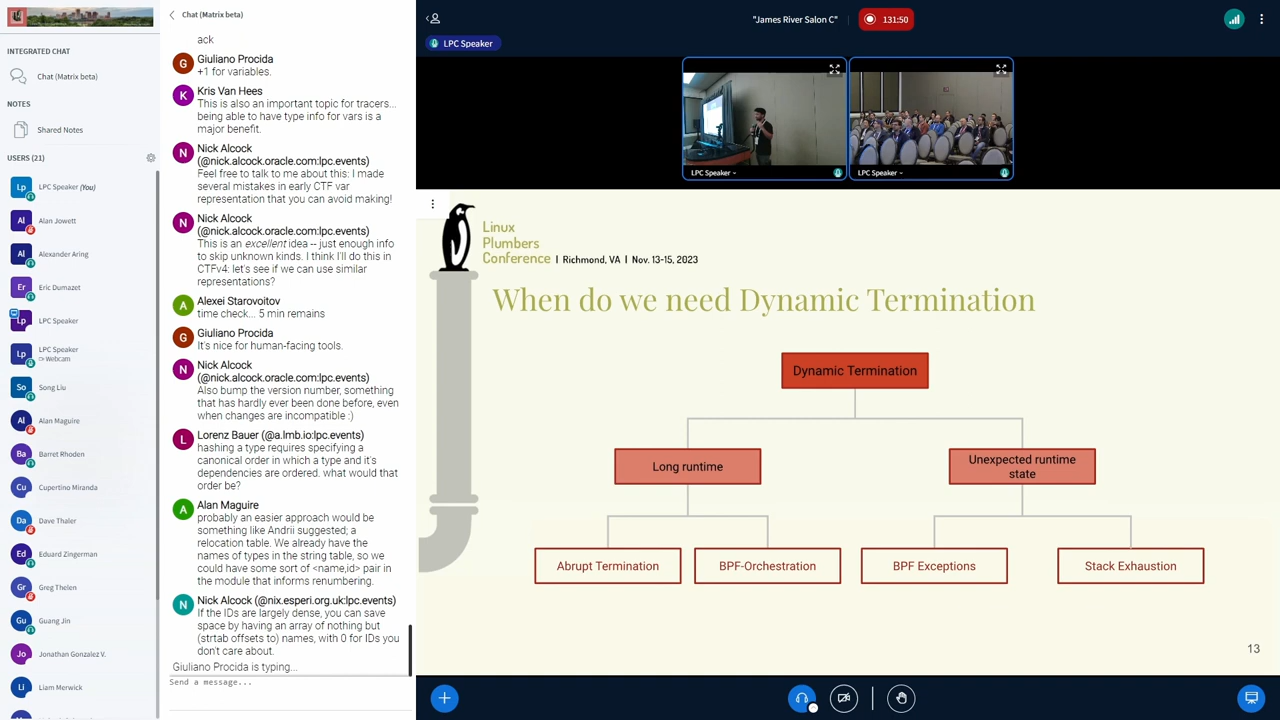 INTEGRATED CHAT
Chat (Matrix beta)
NOTES
Shared Notes
USERS (21)
Lp LPC Speaker (You)
Al Alan Jowett
Al Alexander Aring
Er Eric Dumazet
Lp LPC Speaker
Lp LPC Speaker
Webcam
So Song Liu
Al Alan Maguire
Ba Barret Rhoden
Cu Cupertino Miranda
Da Dave Thaler
Ed Eduard Zingerman
Gr Greg Thelen
Gu Guang Jin
Jo Jonathan Gonzalez V.
Li Liam Merwick
Chat (Matrix beta)
ack
G Giuliano Procida
+1 for variables.
K Kris Van Hees
This is also an important topic for tracers...
being able to have type info for vars is a
major benefit.
N Nick Alcock
(@nick.alcock.oracle.com:lpc.events)
Feel free to talk to me about this: I made
several mistakes in early CTF var
representation that you can avoid making!
N Nick Alcock
(@nick.alcock.oracle.com:lpc.events)
This is an excellent idea -- just enough info
to skip unknown kinds. I think I'll do this in
CTFv4: let's see if we can use similar
representations?
A Alexei Starovoitov
time check... 5 min remains
G Giuliano Procida
It's nice for human-facing tools.
N Nick Alcock
(@nick.alcock.oracle.com:lpc.events)
Also bump the version number, something
that has hardly ever been done before, even
when changes are incompatible :)
L Lorenz Bauer (@a.lmb.io:lpc.events)
hashing a type requires specifying a
canonical order in which a type and it's
dependencies are ordered. what would that
order be?
A Alan Maguire
probably an easier approach would be
something like Andrii suggested; a
relocation table. We already have the
names of types in the string table, so we
could have some sort of <name,id> pair in
the module that informs renumbering.
N Nick Alcock (@nix.esperi.org.uk:lpc.events)
If the IDs are largely dense, you can save
space by having an array of nothing but
(strtab offsets to) names, with 0 for IDs you
don't care about.
Giuliano Procida is typing...
Send a message...
"James River Salon C"
131:50
LPC Speaker
LPC Speaker
LPC Speaker
Linux
Plumbers
Conference | Richmond, VA | Nov. 13-15, 2023
When do we need Dynamic Termination
Dynamic Termination
Long runtime
Unexpected runtime
state
Abrupt Termination
BPF-Orchestration
BPF Exceptions
Stack Exhaustion
13